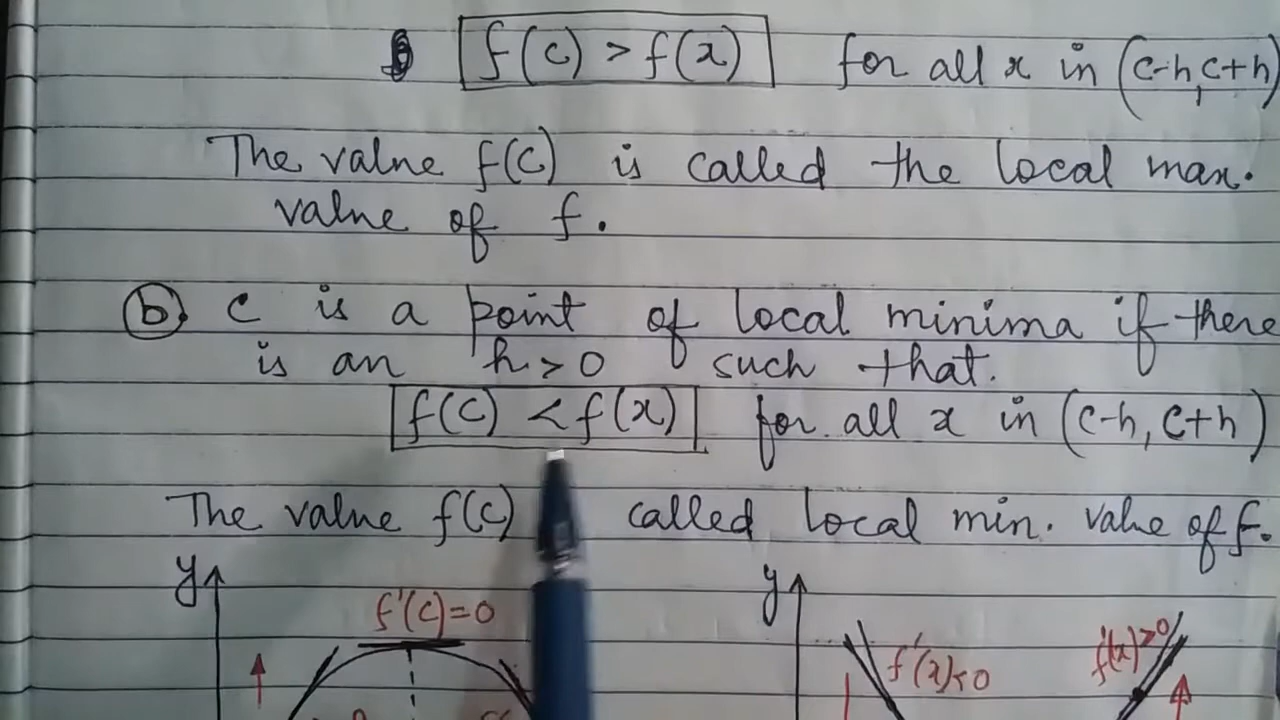 f(c) > f(x) for all x in (c-h, c+h)
The value f(c) is called the local max.
value of f.
(b) C is a point of local minima if there
is an h>0 such that.
f(c) < f(x) for all x in (c-h, c+h)
The value f(c) called local min. value of f.
y
f'(c)=0
y
f'(x)<0
f'(x)>0